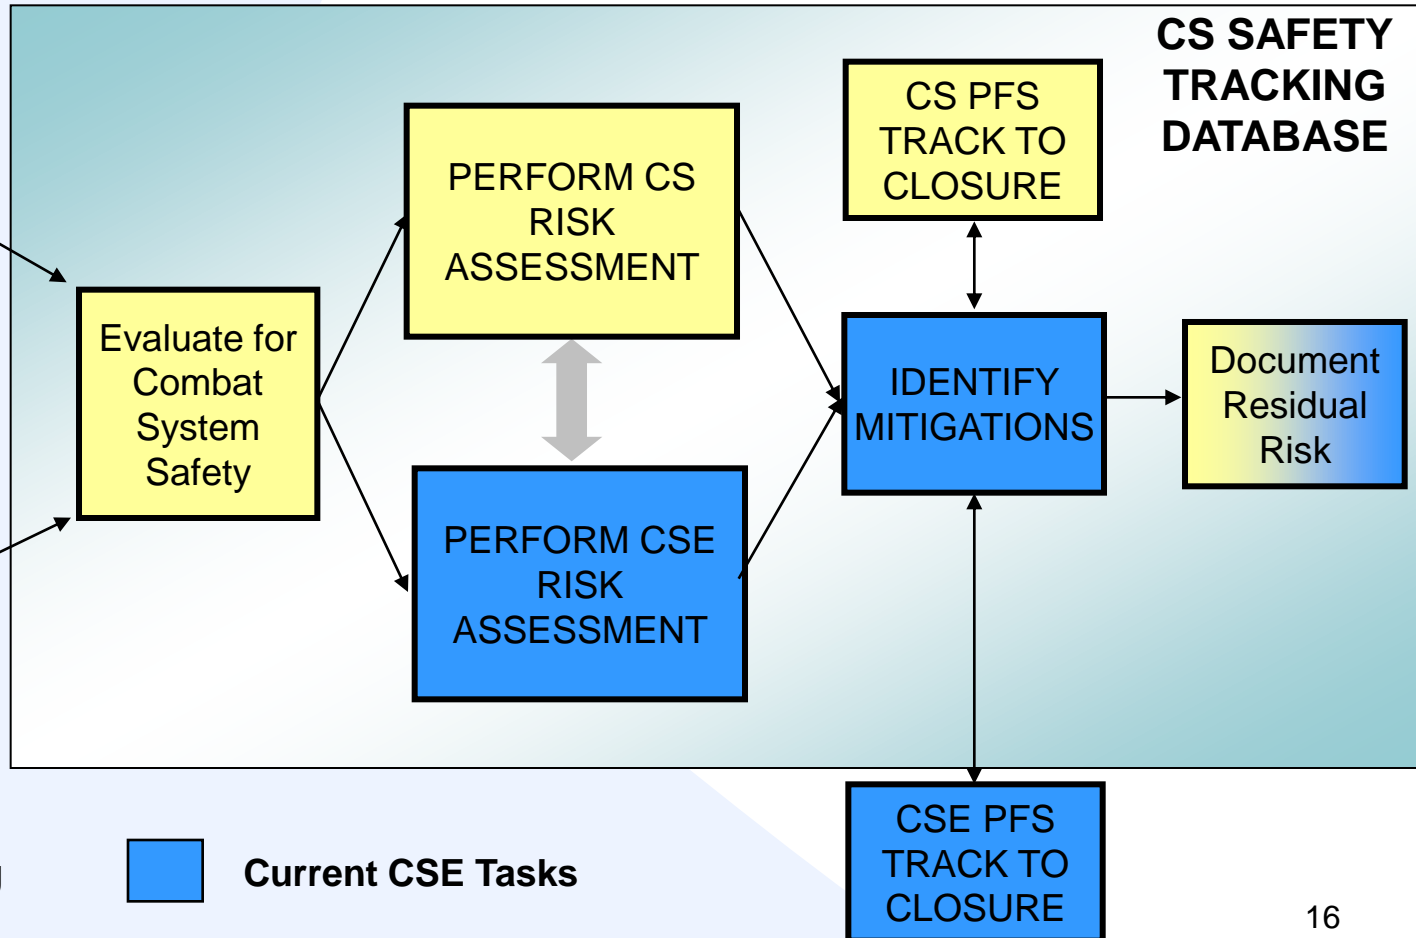 CS SAFETY
TRACKING
DATABASE
CS PFS
TRACK TO
CLOSURE
PERFORM CS
RISK
ASSESSMENT
Evaluate for
Combat
System
Safety
IDENTIFY
MITIGATIONS
Document
Residual
Risk
PERFORM CSE
RISK
ASSESSMENT
CSE PFS
TRACK TO
CLOSURE
Current CSE Tasks
16